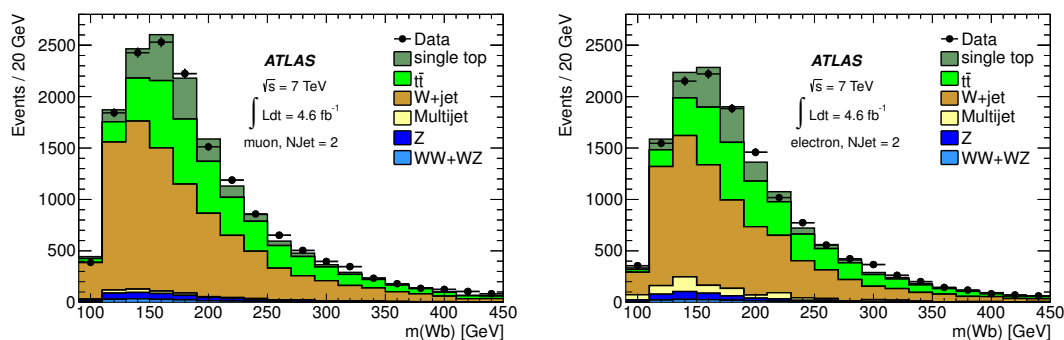 Events / 20 GeV
2500
2000
1500
1000
500
0
ATLAS
√s = 7 TeV
∫ Ldt = 4.6 fb⁻¹
muon, NJet = 2
Data
single top
tt̄
W+jet
Multijet
Z
WW+WZ
100 150 200 250 300 350 400 450
m(Wb) [GeV]
Events / 20 GeV
2500
2000
1500
1000
500
0
ATLAS
√s = 7 TeV
∫ Ldt = 4.6 fb⁻¹
electron, NJet = 2
Data
single top
tt̄
W+jet
Multijet
Z
WW+WZ
100 150 200 250 300 350 400 450
m(Wb) [GeV]